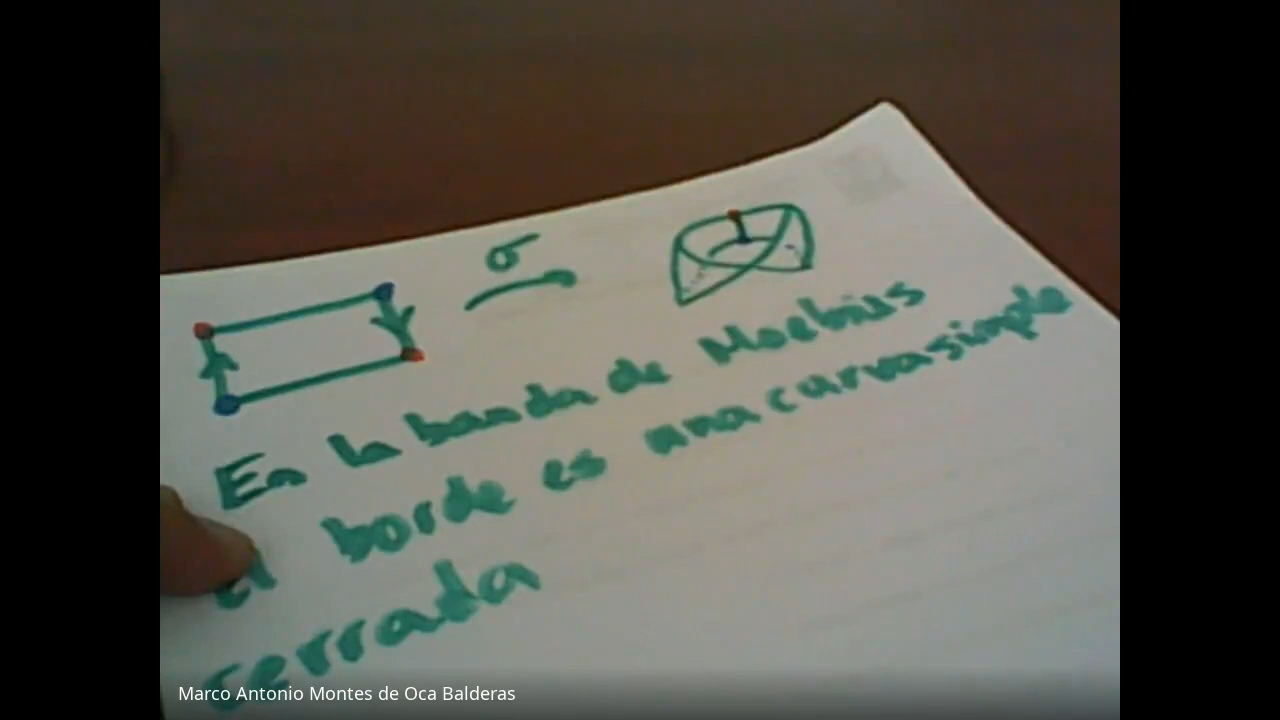 σ
En la banda de Moebius
el borde es una curva simple
cerrada
Marco Antonio Montes de Oca Balderas